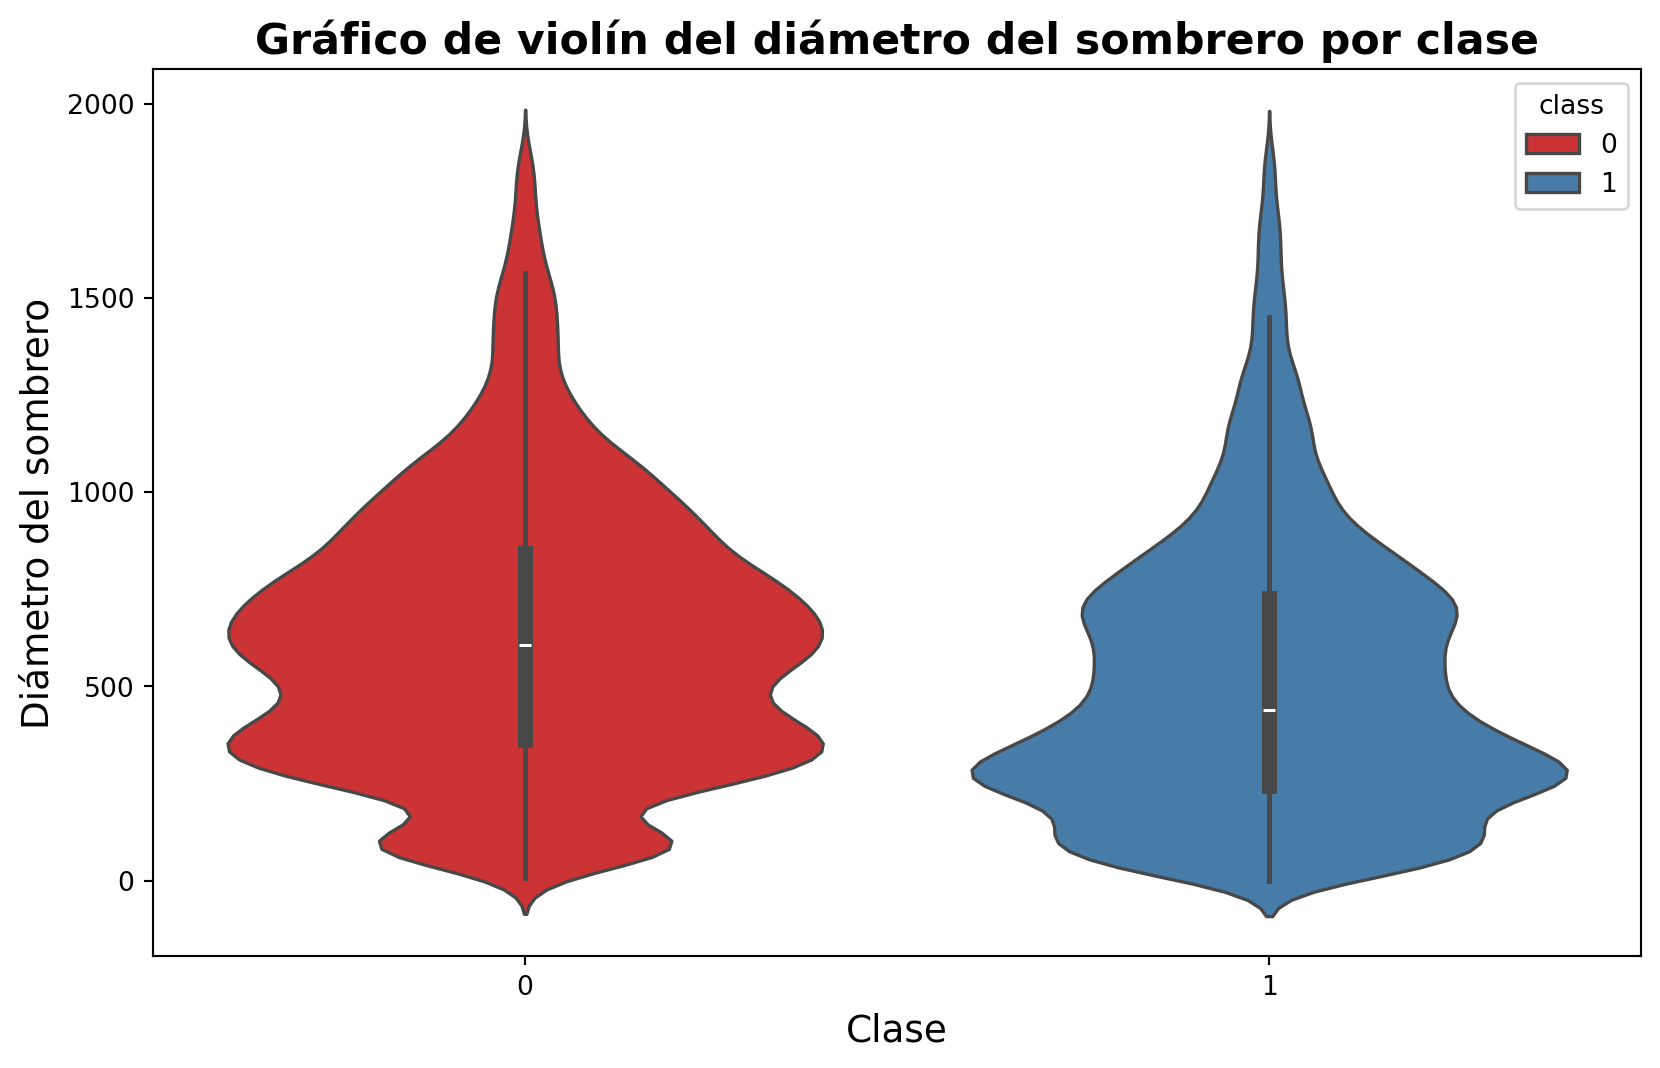 Gráfico de violín del diámetro del sombrero por clase
2000
1500
1000
500
0
Diámetro del sombrero
class
0
1
0
1
Clase